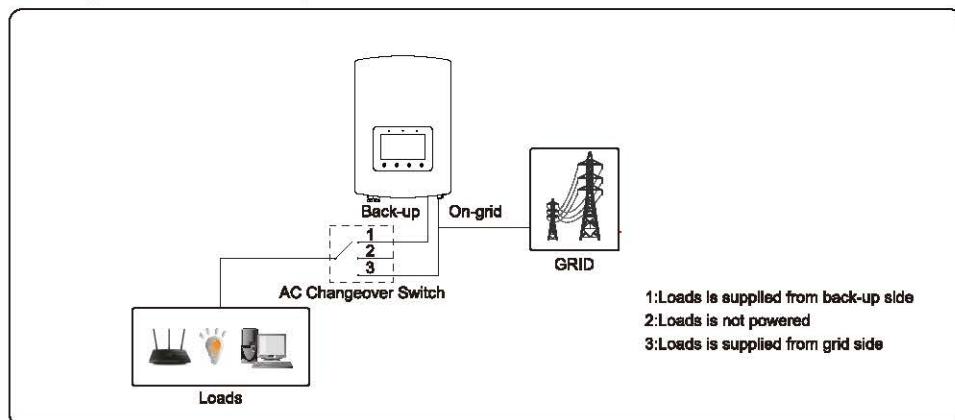 Back-up On-grid
1
2
3
AC Changeover Switch
GRID
Loads
1:Loads is supplied from back-up side
2:Loads is not powered
3:Loads is supplied from grid side